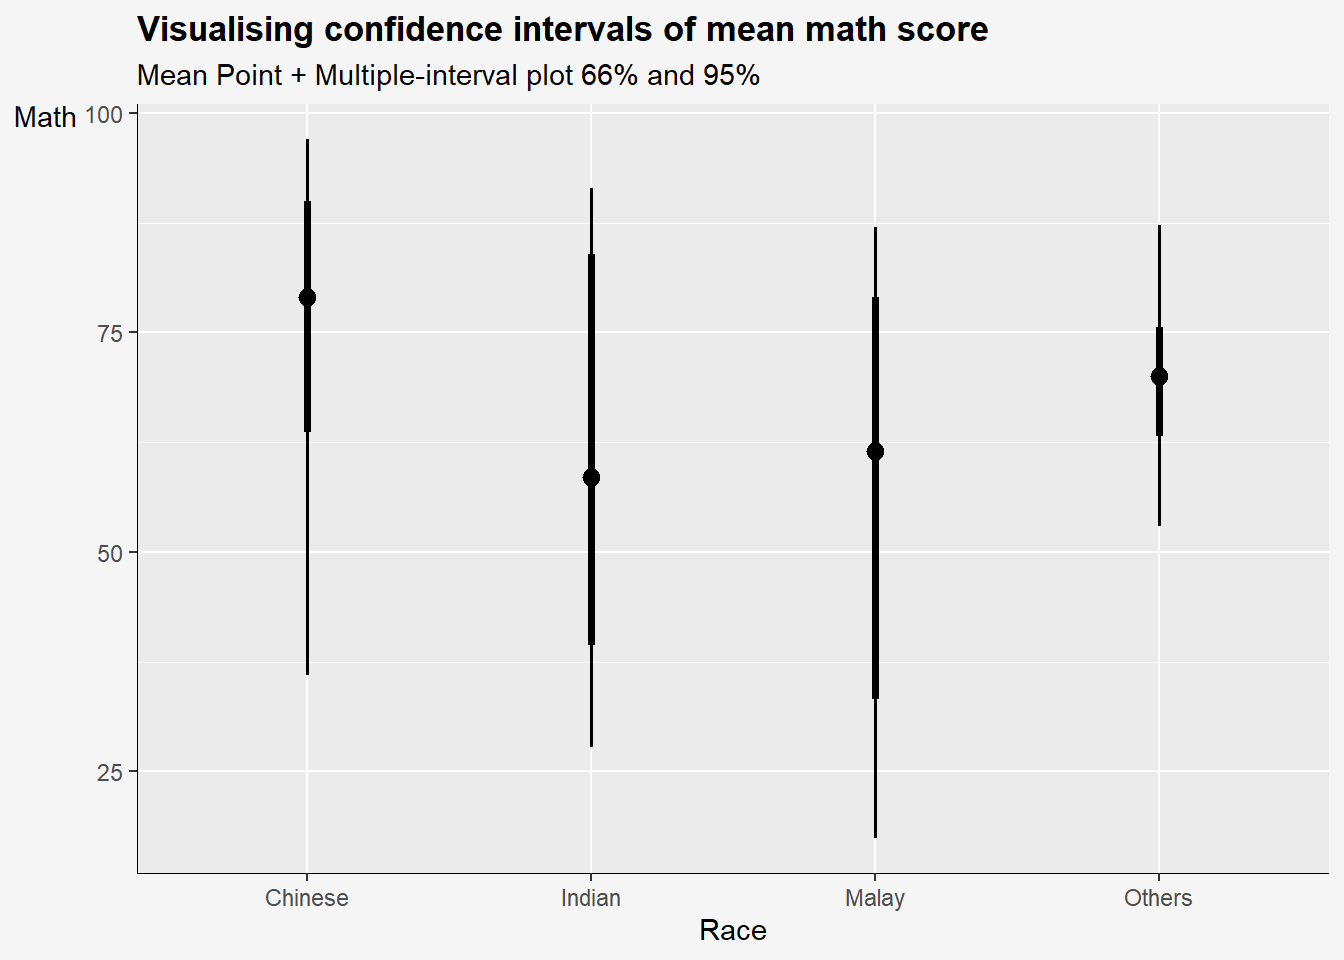 Visualising confidence intervals of mean math score
Mean Point + Multiple-interval plot 66% and 95%
Math 100
75
50
25
Chinese Indian Malay Others
Race